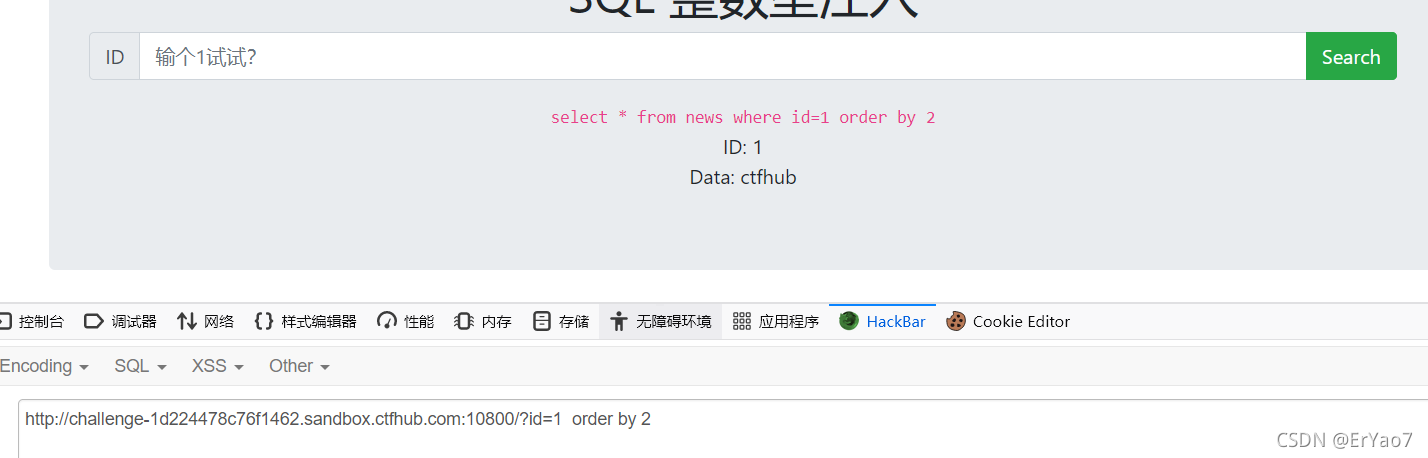 SQL 整数型注入
ID 输个1试试? Search
select * from news where id=1 order by 2
ID: 1
Data: ctfhub
控制台 调试器 网络 样式编辑器 性能 内存 存储 无障碍环境 应用程序 HackBar Cookie Editor
Encoding SQL XSS Other
http://challenge-1d224478c76f1462.sandbox.ctfhub.com:10800/?id=1  order by 2
CSDN @ErYao7